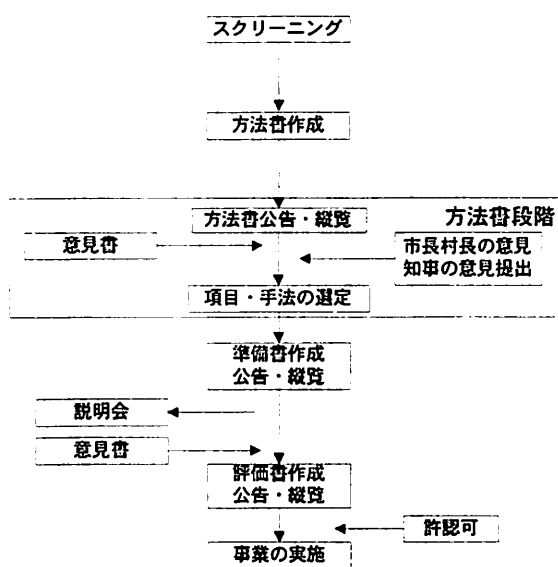 スクリーニング
方法書作成
方法書公告・縦覧
方法書段階
意見書
市長村長の意見
知事の意見提出
項目・手法の選定
準備書作成
公告・縦覧
説明会
意見書
評価書作成
公告・縦覧
許認可
事業の実施